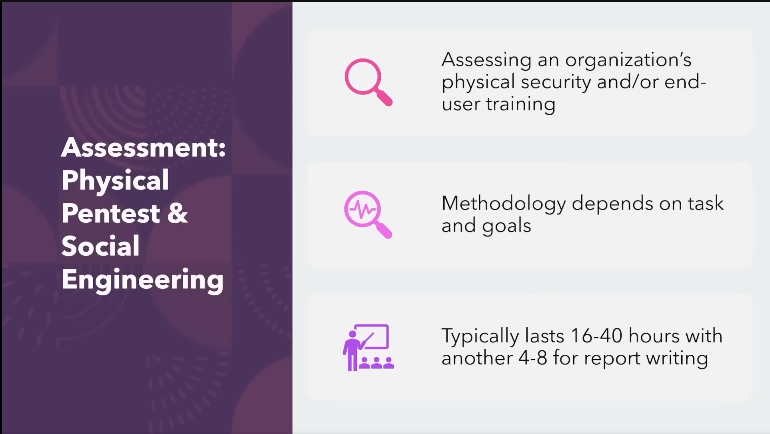 Assessment:
Physical
Pentest &
Social
Engineering
Assessing an organization's
physical security and/or end-
user training
Methodology depends on task
and goals
Typically lasts 16-40 hours with
another 4-8 for report writing